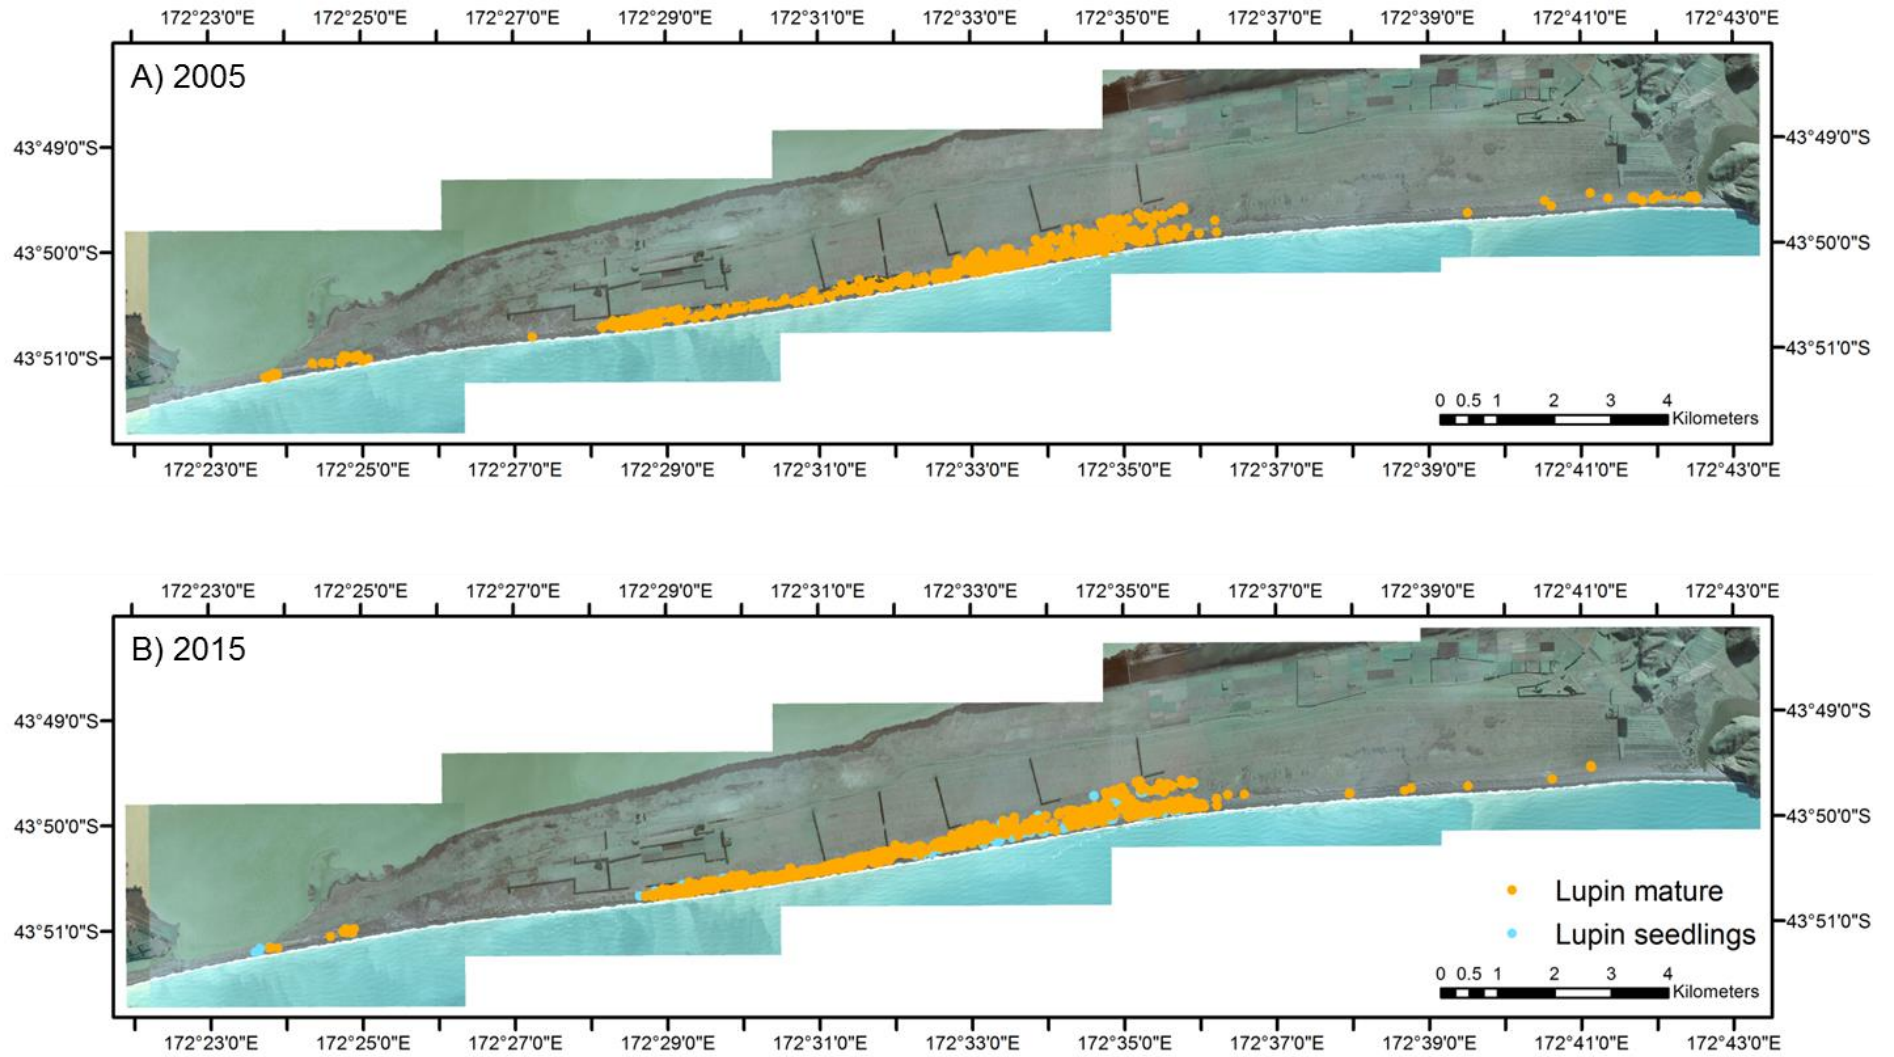 172°23'0"E 172°25'0"E 172°27'0"E 172°29'0"E 172°31'0"E 172°33'0"E 172°35'0"E 172°37'0"E 172°39'0"E 172°41'0"E 172°43'0"E
A) 2005
43°49'0"S 43°49'0"S
43°50'0"S 43°50'0"S
43°51'0"S 43°51'0"S
0 0.5 1 2 3 4
Kilometers
172°23'0"E 172°25'0"E 172°27'0"E 172°29'0"E 172°31'0"E 172°33'0"E 172°35'0"E 172°37'0"E 172°39'0"E 172°41'0"E 172°43'0"E
172°23'0"E 172°25'0"E 172°27'0"E 172°29'0"E 172°31'0"E 172°33'0"E 172°35'0"E 172°37'0"E 172°39'0"E 172°41'0"E 172°43'0"E
B) 2015
43°49'0"S 43°49'0"S
43°50'0"S 43°50'0"S
Lupin mature
43°51'0"S 43°51'0"S
Lupin seedlings
0 0.5 1 2 3 4
Kilometers
172°23'0"E 172°25'0"E 172°27'0"E 172°29'0"E 172°31'0"E 172°33'0"E 172°35'0"E 172°37'0"E 172°39'0"E 172°41'0"E 172°43'0"E